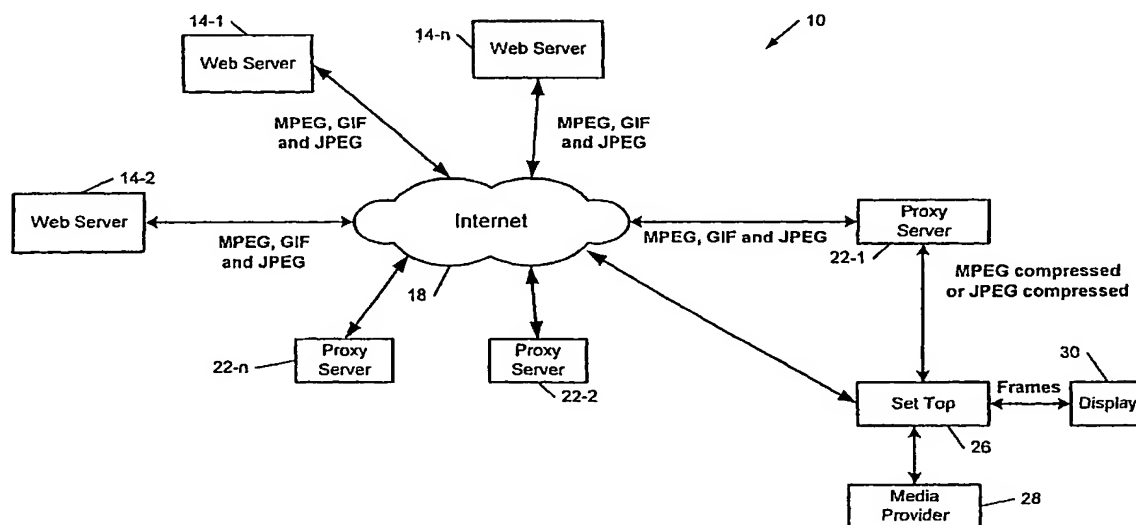 14-1
Web Server
14-n
Web Server
10
MPEG, GIF
and JPEG
MPEG, GIF
and JPEG
14-2
Web Server
MPEG, GIF
and JPEG
Internet
18
MPEG, GIF and JPEG
Proxy
Server
22-1
MPEG compressed
or JPEG compressed
22-n
Proxy
Server
Proxy
Server
22-2
Set Top
26
Frames
30
Display
Media
Provider
28